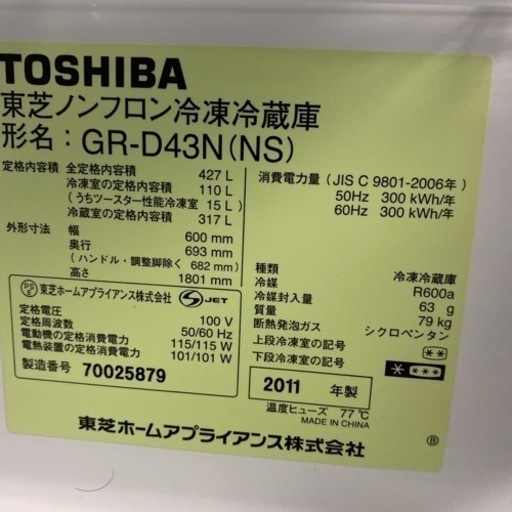 TOSHIBA
東芝ノンフロン冷凍冷蔵庫
形名：GR-D43N(NS)
定格内容積 全定格内容積 427 L
冷凍室の定格内容積 110 L
(うちツースター性能冷凍室 15 L)
冷蔵室の定格内容積 317 L
外形寸法 幅 600 mm
奥行 693 mm
(ハンドル・調整脚除く 682 mm)
高さ 1801 mm
消費電力量 (JIS C 9801-2006年)
50Hz 300 kWh/年
60Hz 300 kWh/年
PS E 東芝ホームアプライアンス株式会社 S JET
定格電圧 100 V
定格周波数 50/60 Hz
電動機の定格消費電力 115/115 W
電熱装置の定格消費電力 101/101 W
製造番号 70025879
種類 冷凍冷蔵庫
冷媒 R600a
冷媒封入量 63 g
質量 79 kg
断熱発泡ガス シクロペンタン
上段冷凍室の記号 **
下段冷凍室の記号 * ***
2011 年製
温度ヒューズ 77℃
MADE IN CHINA
東芝ホームアプライアンス株式会社
Ⓑ